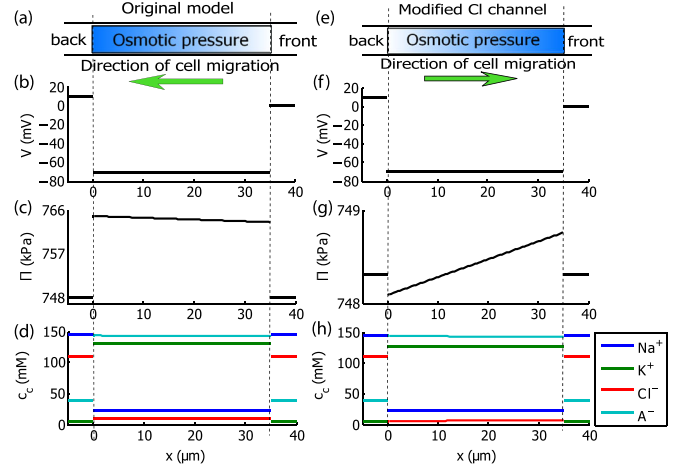 (a) Original model
back Osmotic pressure front
Direction of cell migration
(b)
20
0
−20
−40
−60
−80
V (mV)
0 10 20 30 40
(c)
766
757
748
Π (kPa)
0 10 20 30 40
(d)
150
100
50
0
c_c (mM)
0 10 20 30 40
x (μm)
(e) Modified Cl channel
back Osmotic pressure front
Direction of cell migration
(f)
20
0
−20
−40
−60
−80
V (mV)
0 10 20 30 40
(g)
749
748
Π (kPa)
0 10 20 30 40
(h)
150
100
50
0
c_c (mM)
0 10 20 30 40
x (μm)
Na⁺
K⁺
Cl⁻
A⁻